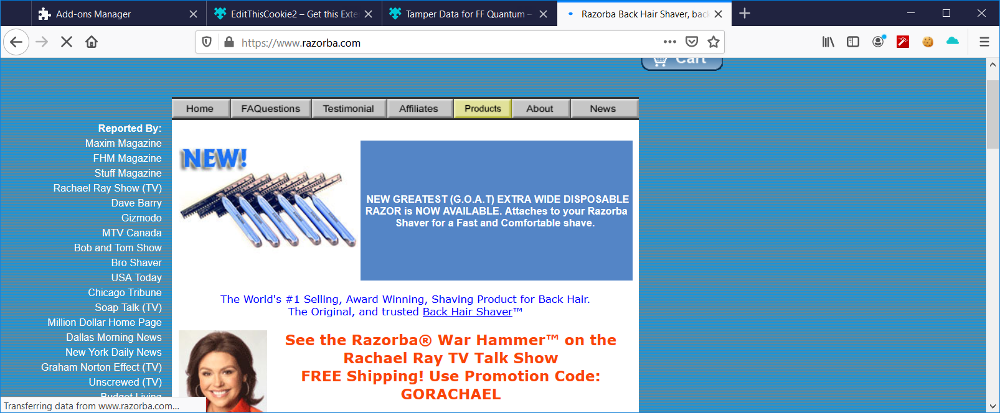 Add-ons Manager
EditThisCookie2 – Get this Exte
Tamper Data for FF Quantum –
Razorba Back Hair Shaver, bac
https://www.razorba.com
Cart
Home
FAQuestions
Testimonial
Affiliates
Products
About
News
Reported By:
Maxim Magazine
FHM Magazine
Stuff Magazine
Rachael Ray Show (TV)
Dave Barry
Gizmodo
MTV Canada
Bob and Tom Show
Bro Shaver
USA Today
Chicago Tribune
Soap Talk (TV)
Million Dollar Home Page
Dallas Morning News
New York Daily News
Graham Norton Effect (TV)
Unscrewed (TV)
Budget Living
NEW!
NEW GREATEST (G.O.A.T) EXTRA WIDE DISPOSABLE
RAZOR is NOW AVAILABLE. Attaches to your Razorba
Shaver for a Fast and Comfortable shave.
The World's #1 Selling, Award Winning, Shaving Product for Back Hair.
The Original, and trusted Back Hair Shaver™
See the Razorba® War Hammer™ on the
Rachael Ray TV Talk Show
FREE Shipping! Use Promotion Code:
GORACHAEL
Transferring data from www.razorba.com...